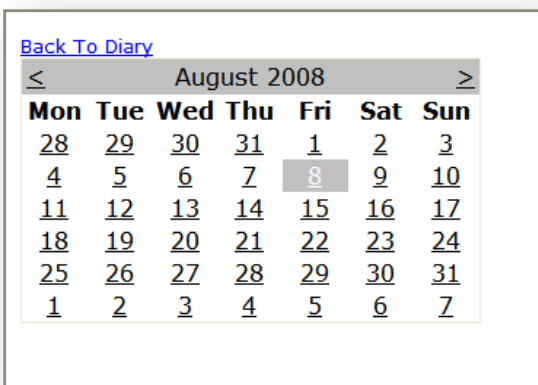 Back To Diary
< August 2008 >
Mon Tue Wed Thu Fri Sat Sun
28 29 30 31 1 2 3
4 5 6 7 8 9 10
11 12 13 14 15 16 17
18 19 20 21 22 23 24
25 26 27 28 29 30 31
1 2 3 4 5 6 7